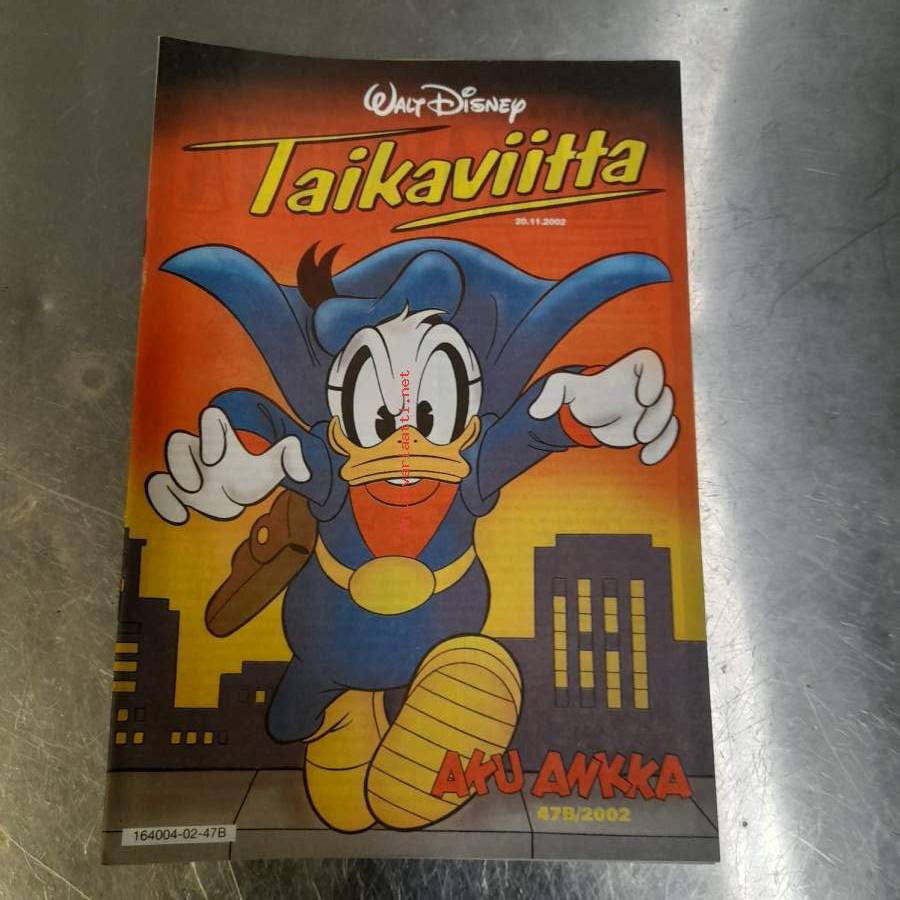 WALT DISNEY
Taikaviitta
20.11.2002
AKU ANKKA
47B/2002
164004-02-47B